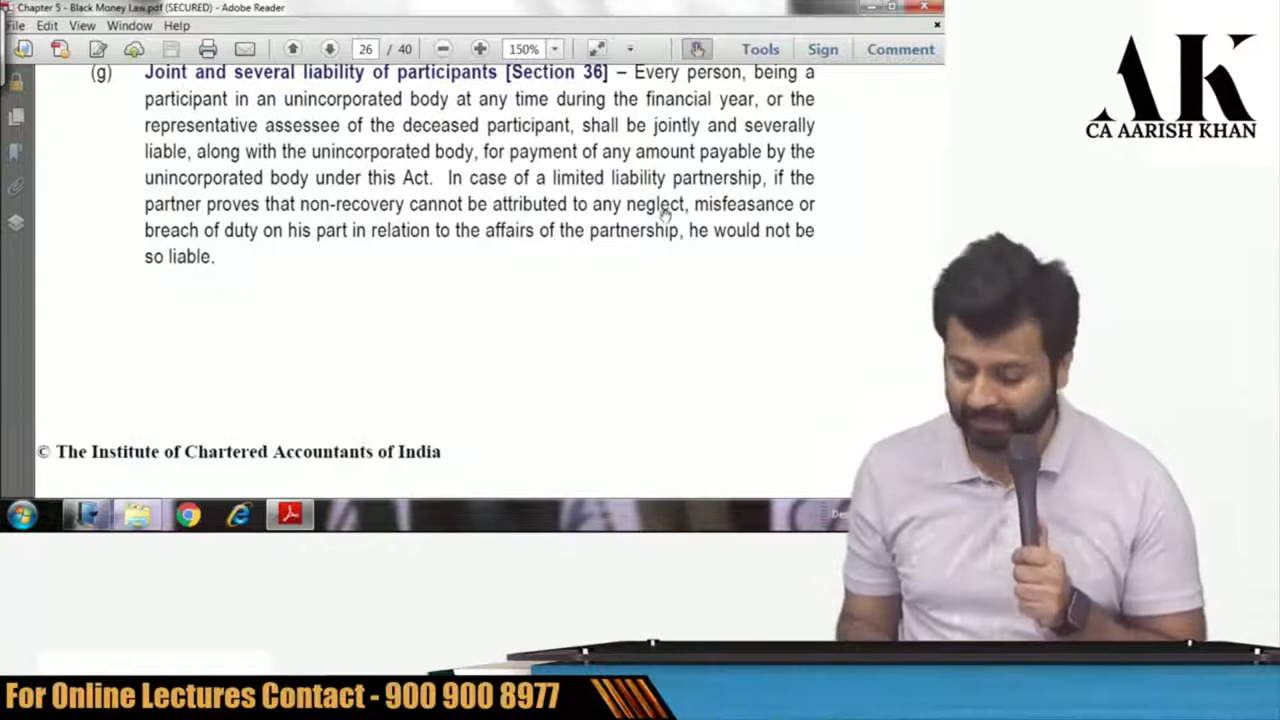 Chapter 5 - Black Money Law.pdf (SECURED) - Adobe Reader
File Edit View Window Help
26 / 40 150% Tools Sign Comment
(g) Joint and several liability of participants [Section 36] – Every person, being a
participant in an unincorporated body at any time during the financial year, or the
representative assessee of the deceased participant, shall be jointly and severally
liable, along with the unincorporated body, for payment of any amount payable by the
unincorporated body under this Act. In case of a limited liability partnership, if the
partner proves that non-recovery cannot be attributed to any neglect, misfeasance or
breach of duty on his part in relation to the affairs of the partnership, he would not be
so liable.
© The Institute of Chartered Accountants of India
AK
CA AARISH KHAN
For Online Lectures Contact - 900 900 8977